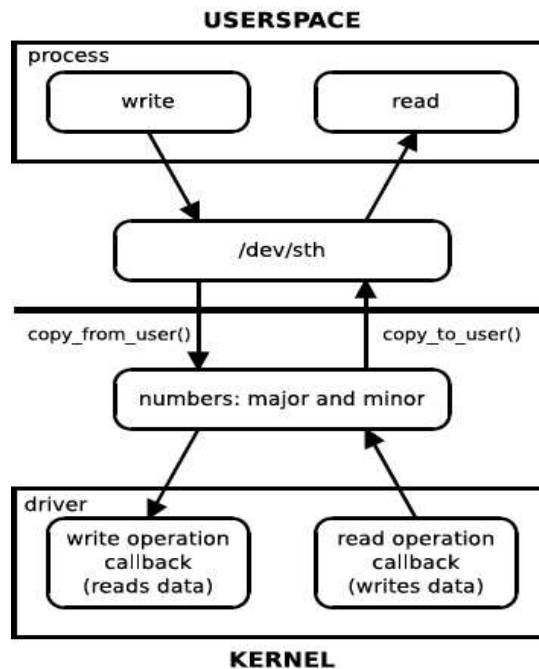 USERSPACE
process
write
read
/dev/sth
copy_from_user()
copy_to_user()
numbers: major and minor
driver
write operation
callback
(reads data)
read operation
callback
(writes data)
KERNEL